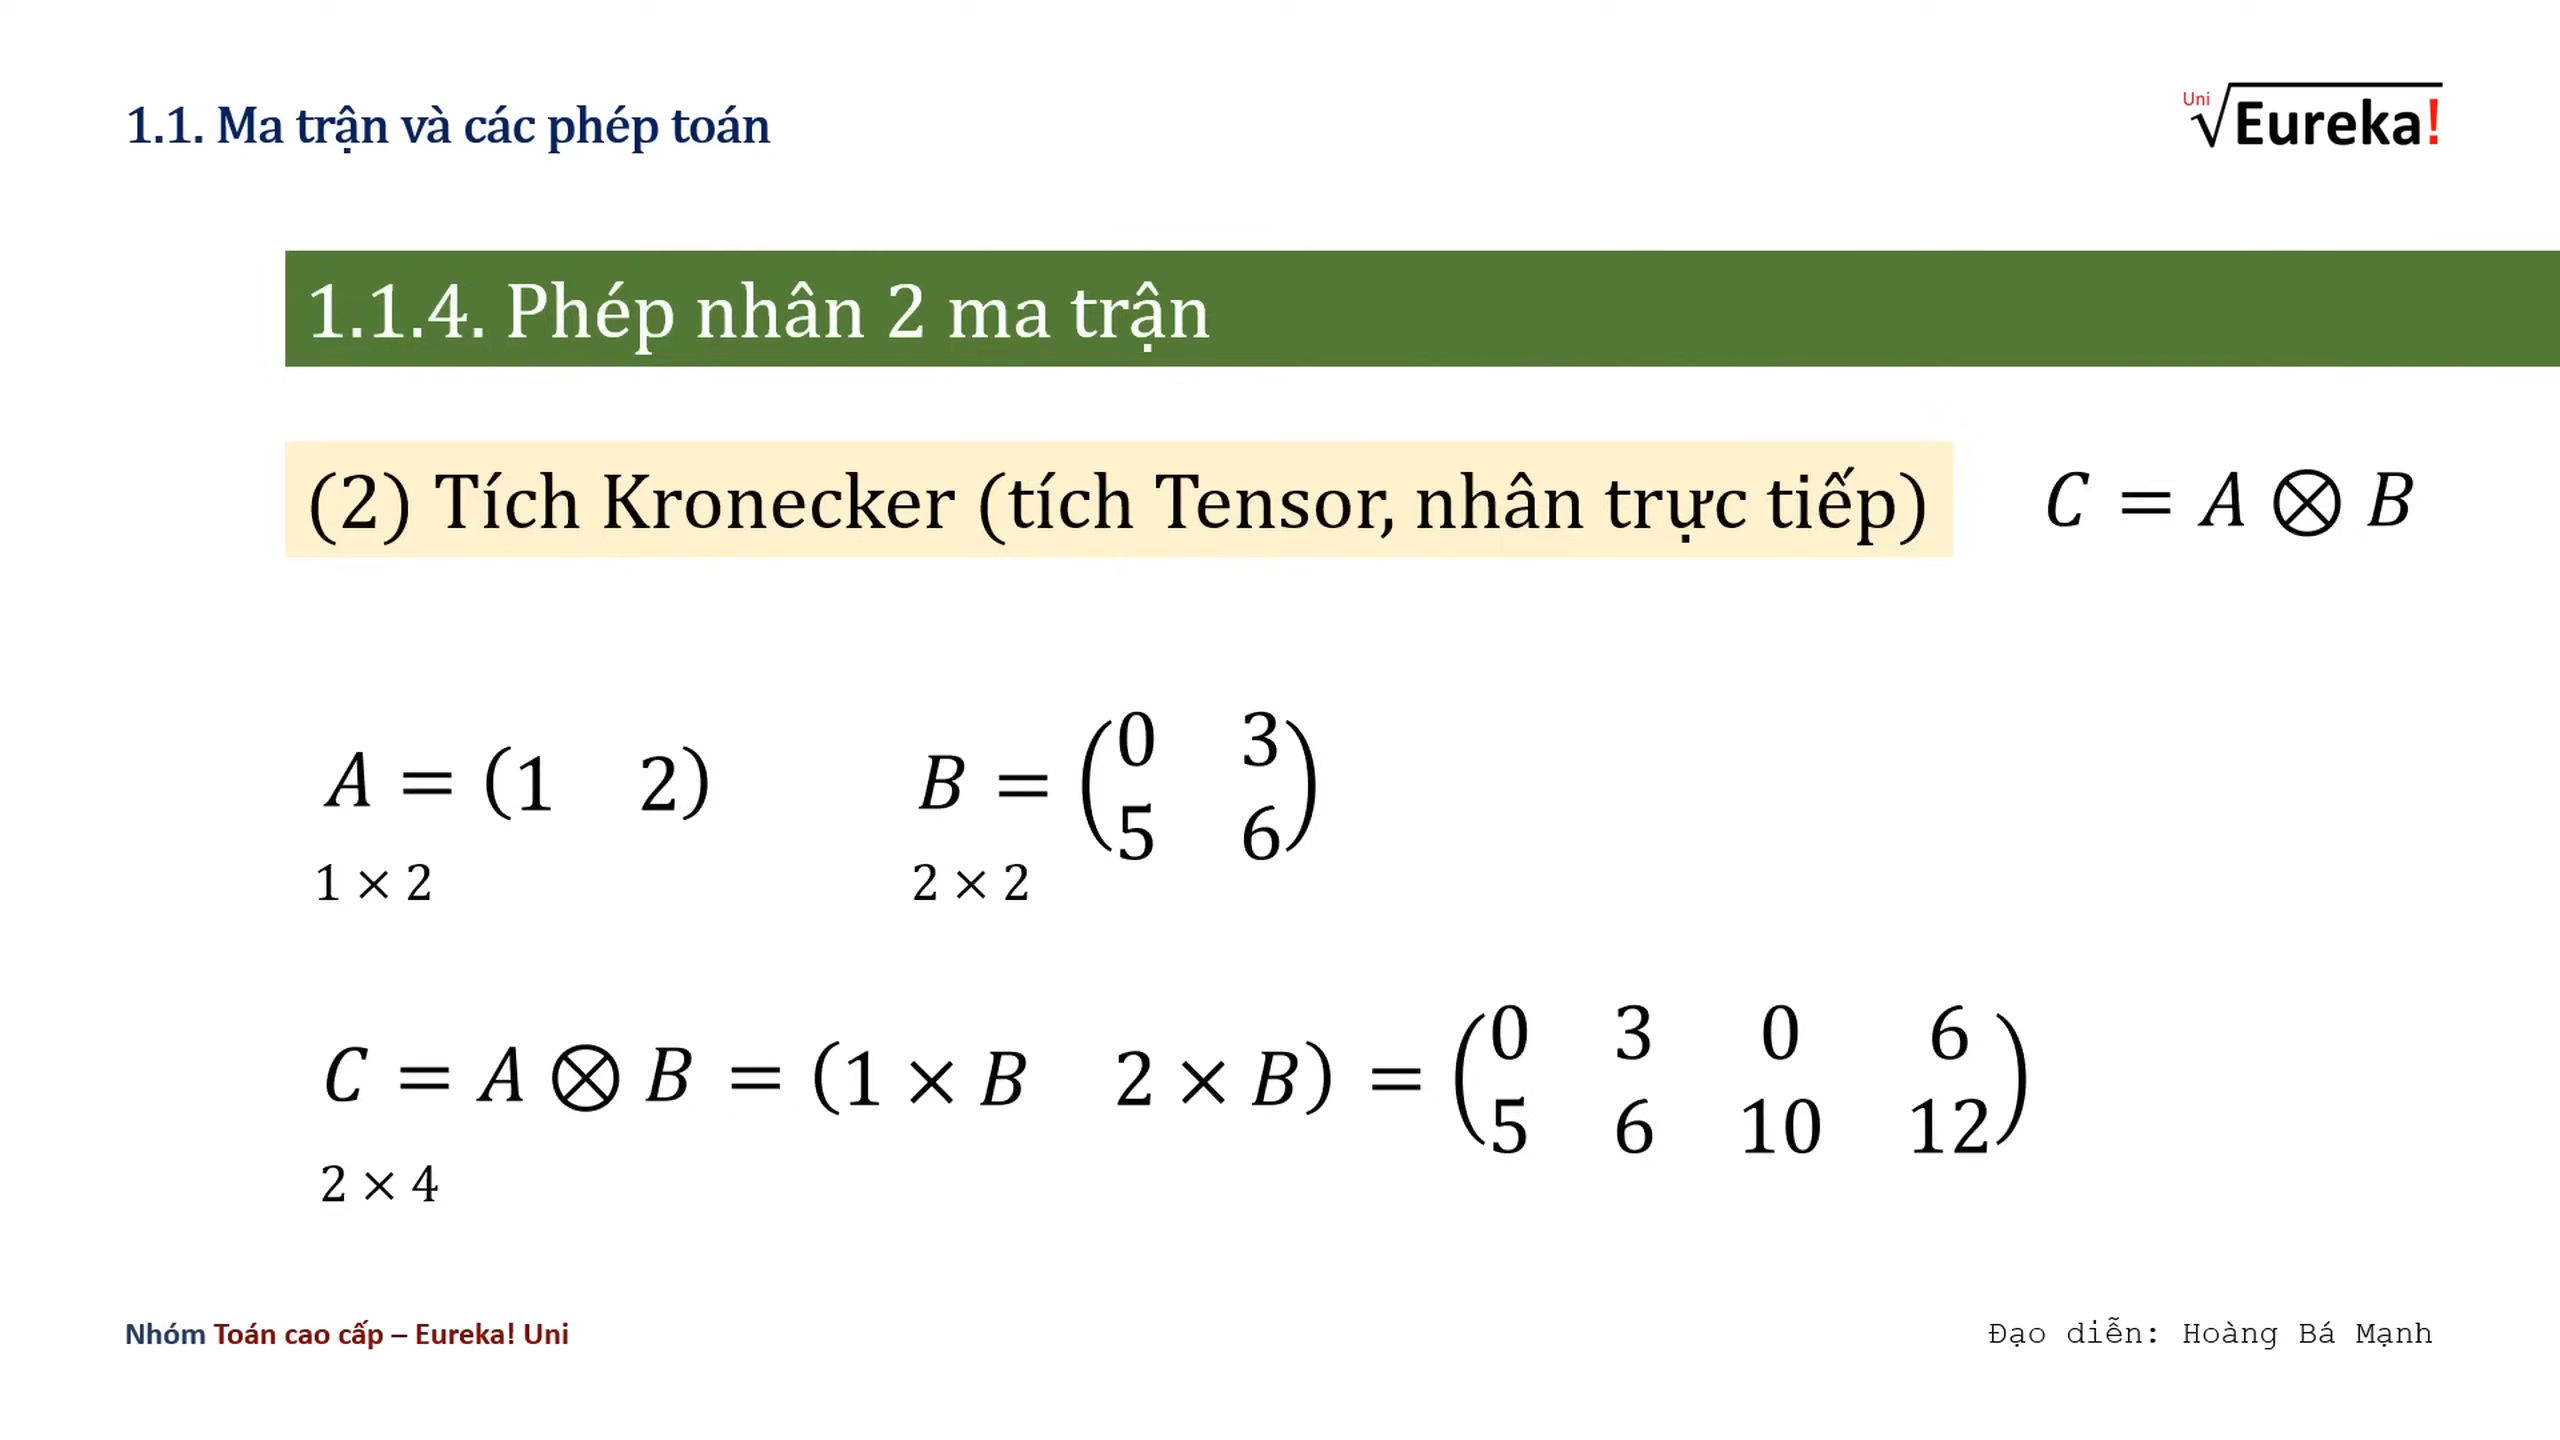 1.1. Ma trận và các phép toán
Uni √Eureka!
1.1.4. Phép nhân 2 ma trận
(2) Tích Kronecker (tích Tensor, nhân trực tiếp) C = A ⊗ B
A = (1 2) B = (0 3
5 6)
1 × 2 2 × 2
C = A ⊗ B = (1 × B 2 × B) = (0 3 0 6
5 6 10 12)
2 × 4
Nhóm Toán cao cấp – Eureka! Uni
Đạo diễn: Hoàng Bá Mạnh